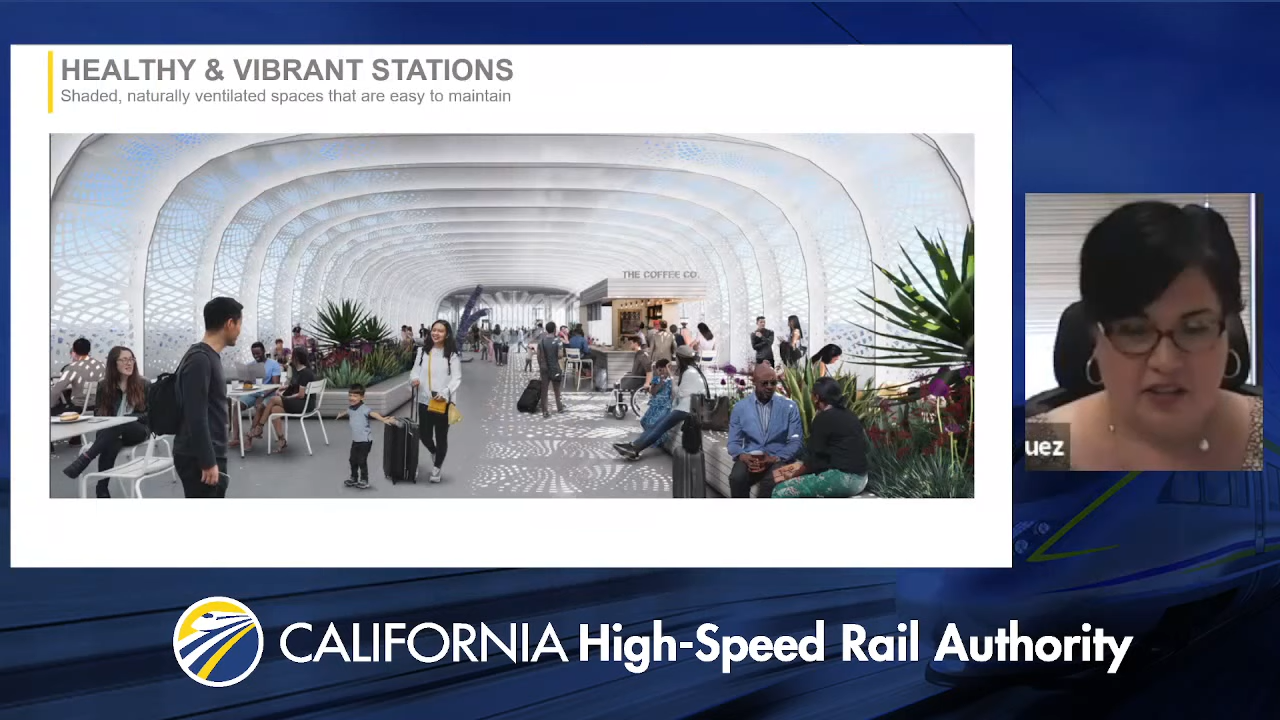 HEALTHY & VIBRANT STATIONS
Shaded, naturally ventilated spaces that are easy to maintain
THE COFFEE CO.
uez
CALIFORNIA High-Speed Rail Authority